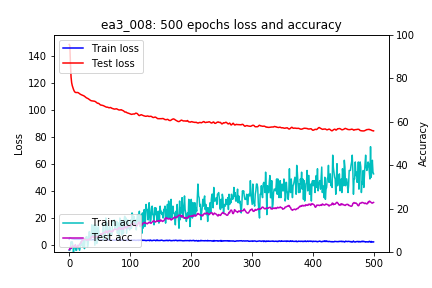 ea3_008: 500 epochs loss and accuracy
Train loss
Test loss
Train acc
Test acc
Loss
Accuracy
140
120
100
80
60
40
20
0
100
80
60
40
20
0
0 100 200 300 400 500